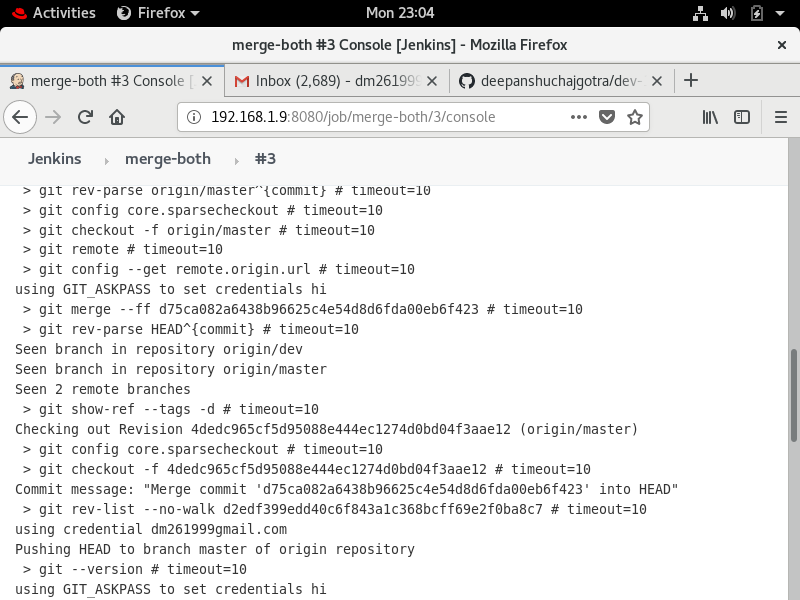 Activities Firefox Mon 23:04
merge-both #3 Console [Jenkins] - Mozilla Firefox
merge-both #3 Console [ Inbox (2,689) - dm261999 deepanshuchajgotra/dev-
192.168.1.9:8080/job/merge-both/3/console
Jenkins merge-both #3
> git rev-parse origin/master^{commit} # timeout=10
> git config core.sparsecheckout # timeout=10
> git checkout -f origin/master # timeout=10
> git remote # timeout=10
> git config --get remote.origin.url # timeout=10
using GIT_ASKPASS to set credentials hi
> git merge --ff d75ca082a6438b96625c4e54d8d6fda00eb6f423 # timeout=10
> git rev-parse HEAD^{commit} # timeout=10
Seen branch in repository origin/dev
Seen branch in repository origin/master
Seen 2 remote branches
> git show-ref --tags -d # timeout=10
Checking out Revision 4dedc965cf5d95088e444ec1274d0bd04f3aae12 (origin/master)
> git config core.sparsecheckout # timeout=10
> git checkout -f 4dedc965cf5d95088e444ec1274d0bd04f3aae12 # timeout=10
Commit message: "Merge commit 'd75ca082a6438b96625c4e54d8d6fda00eb6f423' into HEAD"
> git rev-list --no-walk d2edf399edd40c6f843a1c368bcff69e2f0ba8c7 # timeout=10
using credential dm261999gmail.com
Pushing HEAD to branch master of origin repository
> git --version # timeout=10
using GIT_ASKPASS to set credentials hi